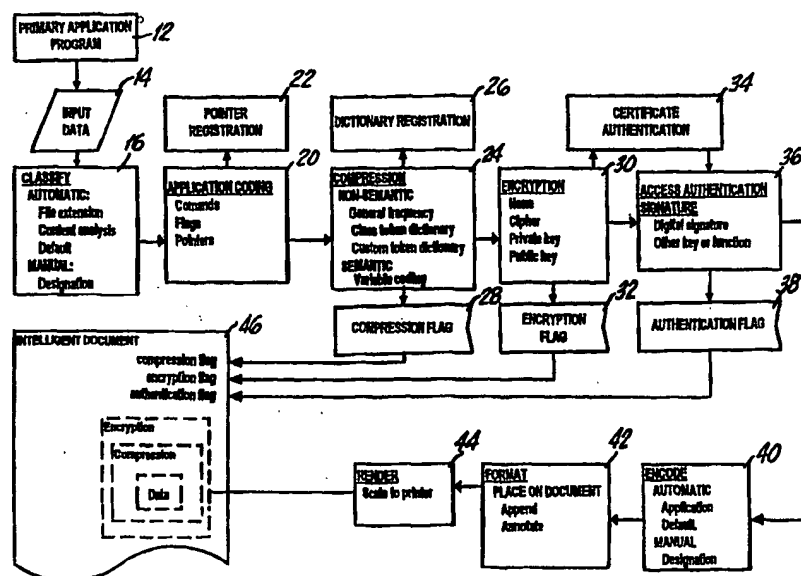 PRIMARY APPLICATION
PROGRAM
12
14
INPUT
DATA
16
CLASSIFY
AUTOMATIC:
File extension
Content analysis
Default
MANUAL:
Designation
22
POINTER
REGISTRATION
20
APPLICATION CODING
Comands
Flags
Pointers
26
DICTIONARY REGISTRATION
24
COMPRESSION
NON-SEMANTIC
General frequency
Class token dictionary
Custom token dictionary
SEMANTIC
Variable coding
28
COMPRESSION FLAG
30
ENCRYPTION
None
Cipher
Private key
Public key
32
ENCRYPTION
FLAG
34
CERTIFICATE
AUTHENTICATION
36
ACCESS AUTHENTICATION
SIGNATURE
Digital signature
Other key or function
38
AUTHENTICATION FLAG
46
INTELLIGENT DOCUMENT
compression flag
encryption flag
authentication flag
Encryption
Compression
Data
44
RENDER
Scale to printer
42
FORMAT
PLACE ON DOCUMENT
Append
Annotate
40
ENCODE
AUTOMATIC
Application
Default
MANUAL
Designation